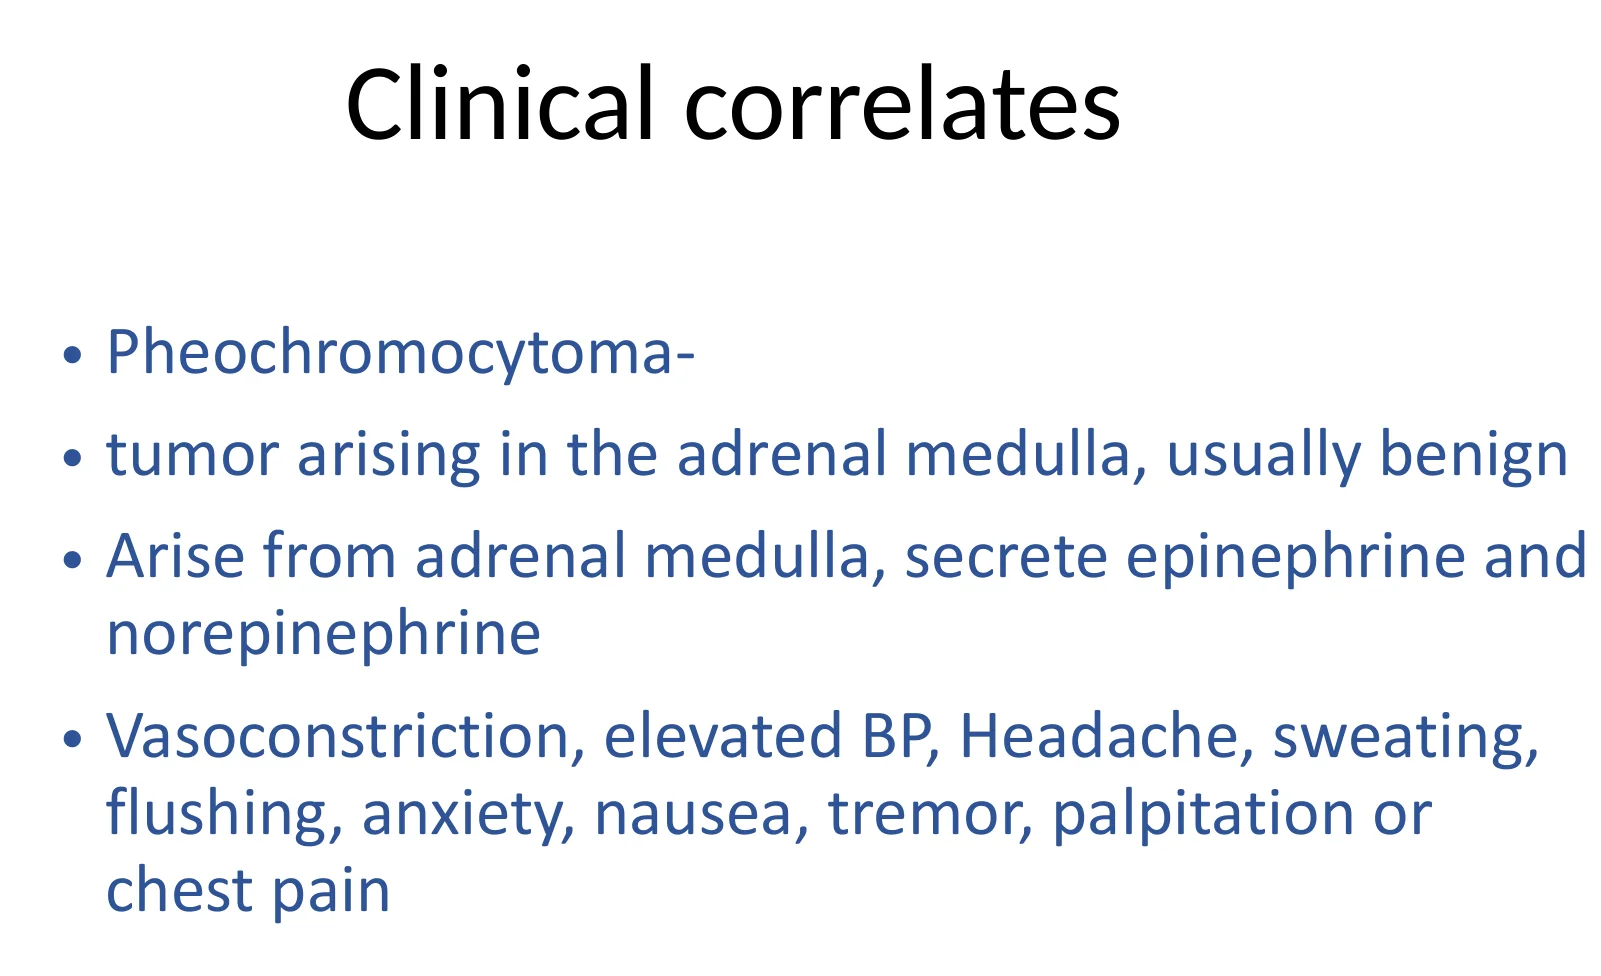 Clinical correlates
• Pheochromocytoma-
• tumor arising in the adrenal medulla, usually benign
• Arise from adrenal medulla, secrete epinephrine and
norepinephrine
• Vasoconstriction, elevated BP, Headache, sweating,
flushing, anxiety, nausea, tremor, palpitation or
chest pain